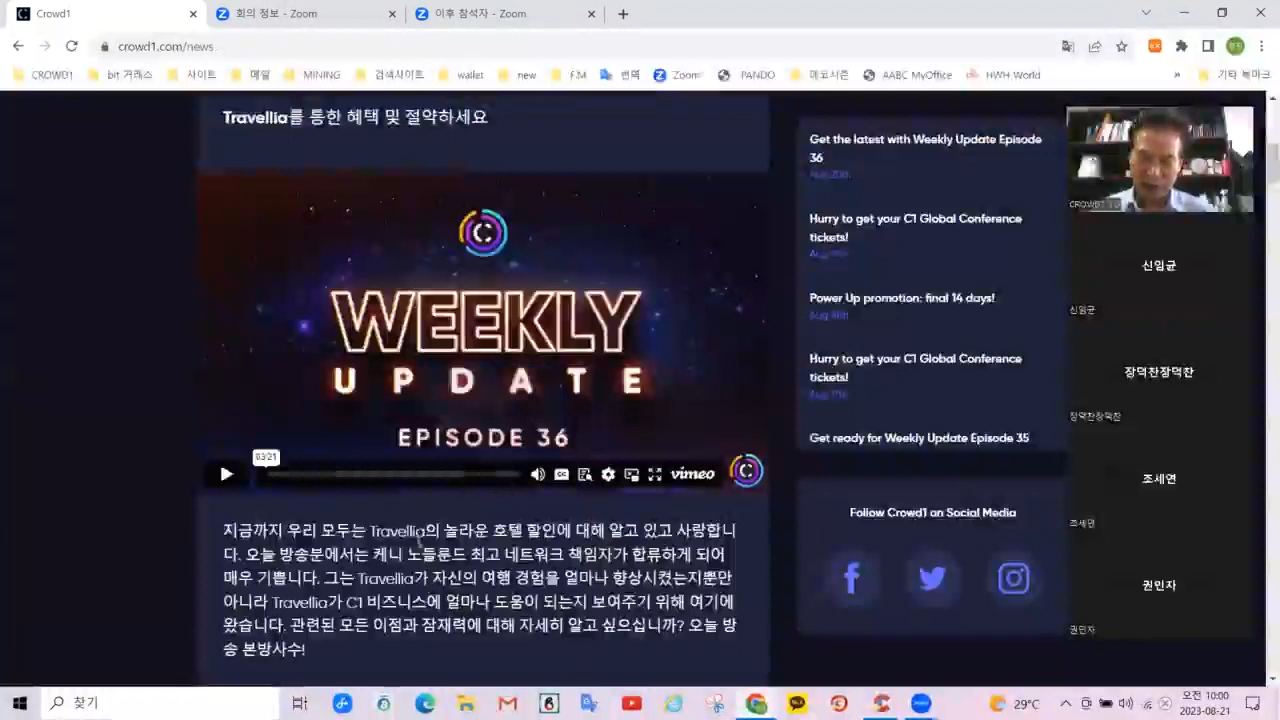 Crowd1
회의 정보 - Zoom
이후 참석자 - Zoom
crowd1.com/news
CROWD1
bit 거래소
사이트
메일
MINING
검색사이트
wallet
new
F.M
번역
Zoom
PANDO
메코시즌
AABC MyOffice
HWH World
»
기타 북마크
Travellia를 통한 혜택 및 절약하세요
WEEKLY
UPDATE
EPISODE 36
03:21
CC
vimeo
지금까지 우리 모두는 Travellia의 놀라운 호텔 할인에 대해 알고 있고 사랑합니
다. 오늘 방송분에서는 케니 노들룬드 최고 네트워크 책임자가 합류하게 되어
매우 기쁩니다. 그는 Travellia가 자신의 여행 경험을 얼마나 향상시켰는지뿐만
아니라 Travellia가 C1 비즈니스에 얼마나 도움이 되는지 보여주기 위해 여기에
왔습니다. 관련된 모든 이점과 잠재력에 대해 자세히 알고 싶으십니까? 오늘 방
송 본방사수!
Get the latest with Weekly Update Episode
36
Hurry to get your C1 Global Conference
tickets!
Power Up promotion: final 14 days!
Hurry to get your C1 Global Conference
tickets!
Get ready for Weekly Update Episode 35
Follow Crowd1 on Social Media
신임균
신임균
장덕찬장덕찬
장덕찬장덕찬
조세연
조세연
권민자
권민자
찾기
29°C
오전 10:00
2023-08-21